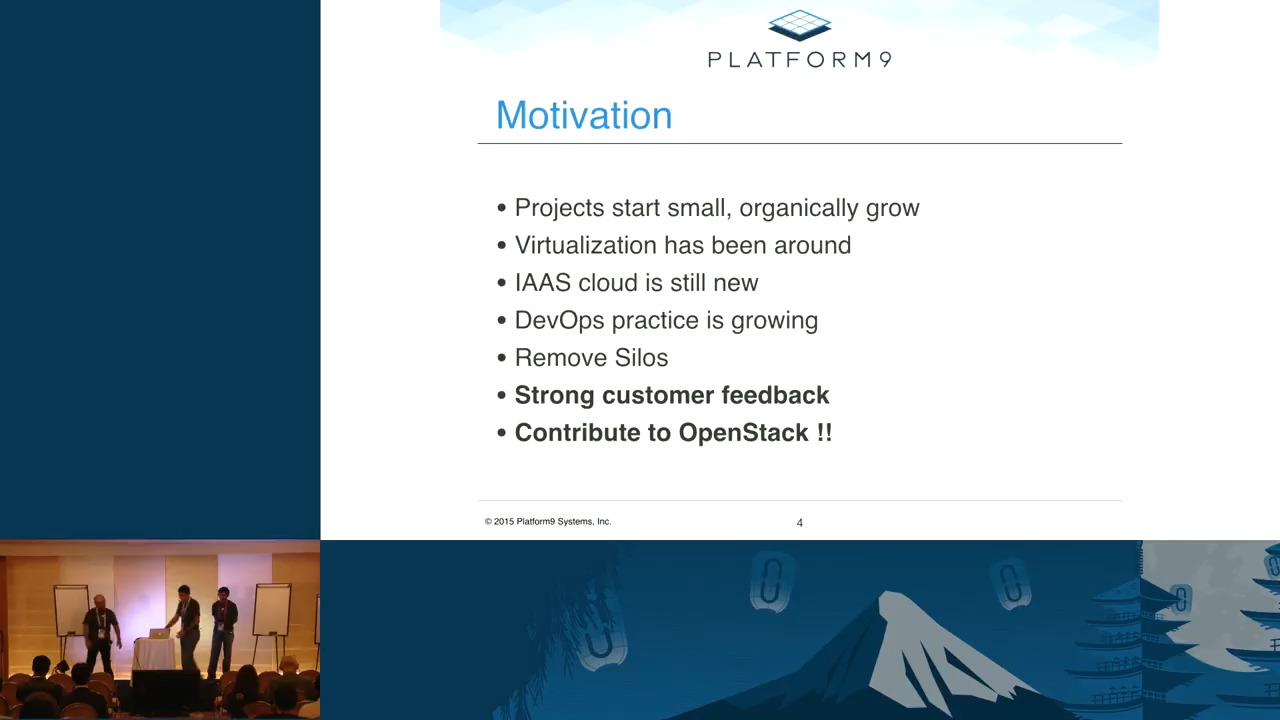 PLATFORM9
Motivation
• Projects start small, organically grow
• Virtualization has been around
• IAAS cloud is still new
• DevOps practice is growing
• Remove Silos
• Strong customer feedback
• Contribute to OpenStack !!
© 2015 Platform9 Systems, Inc.
4